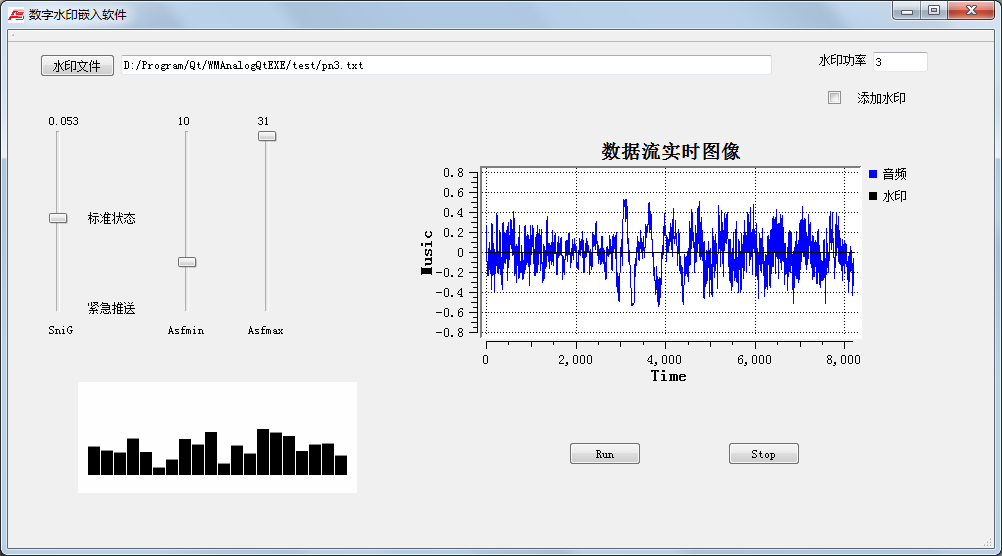 数字水印嵌入软件
水印文件 D:/Program/Qt/WMAnalogQtEXE/test/pn3.txt
水印功率 3
添加水印
0.053 10 31
标准状态
紧急推送
SniG Asfmin Asfmax
数据流实时图像
音频
水印
0.8
0.6
0.4
0.2
0
-0.2
-0.4
-0.6
-0.8
Music
0 2,000 4,000 6,000 8,000
Time
Run Stop